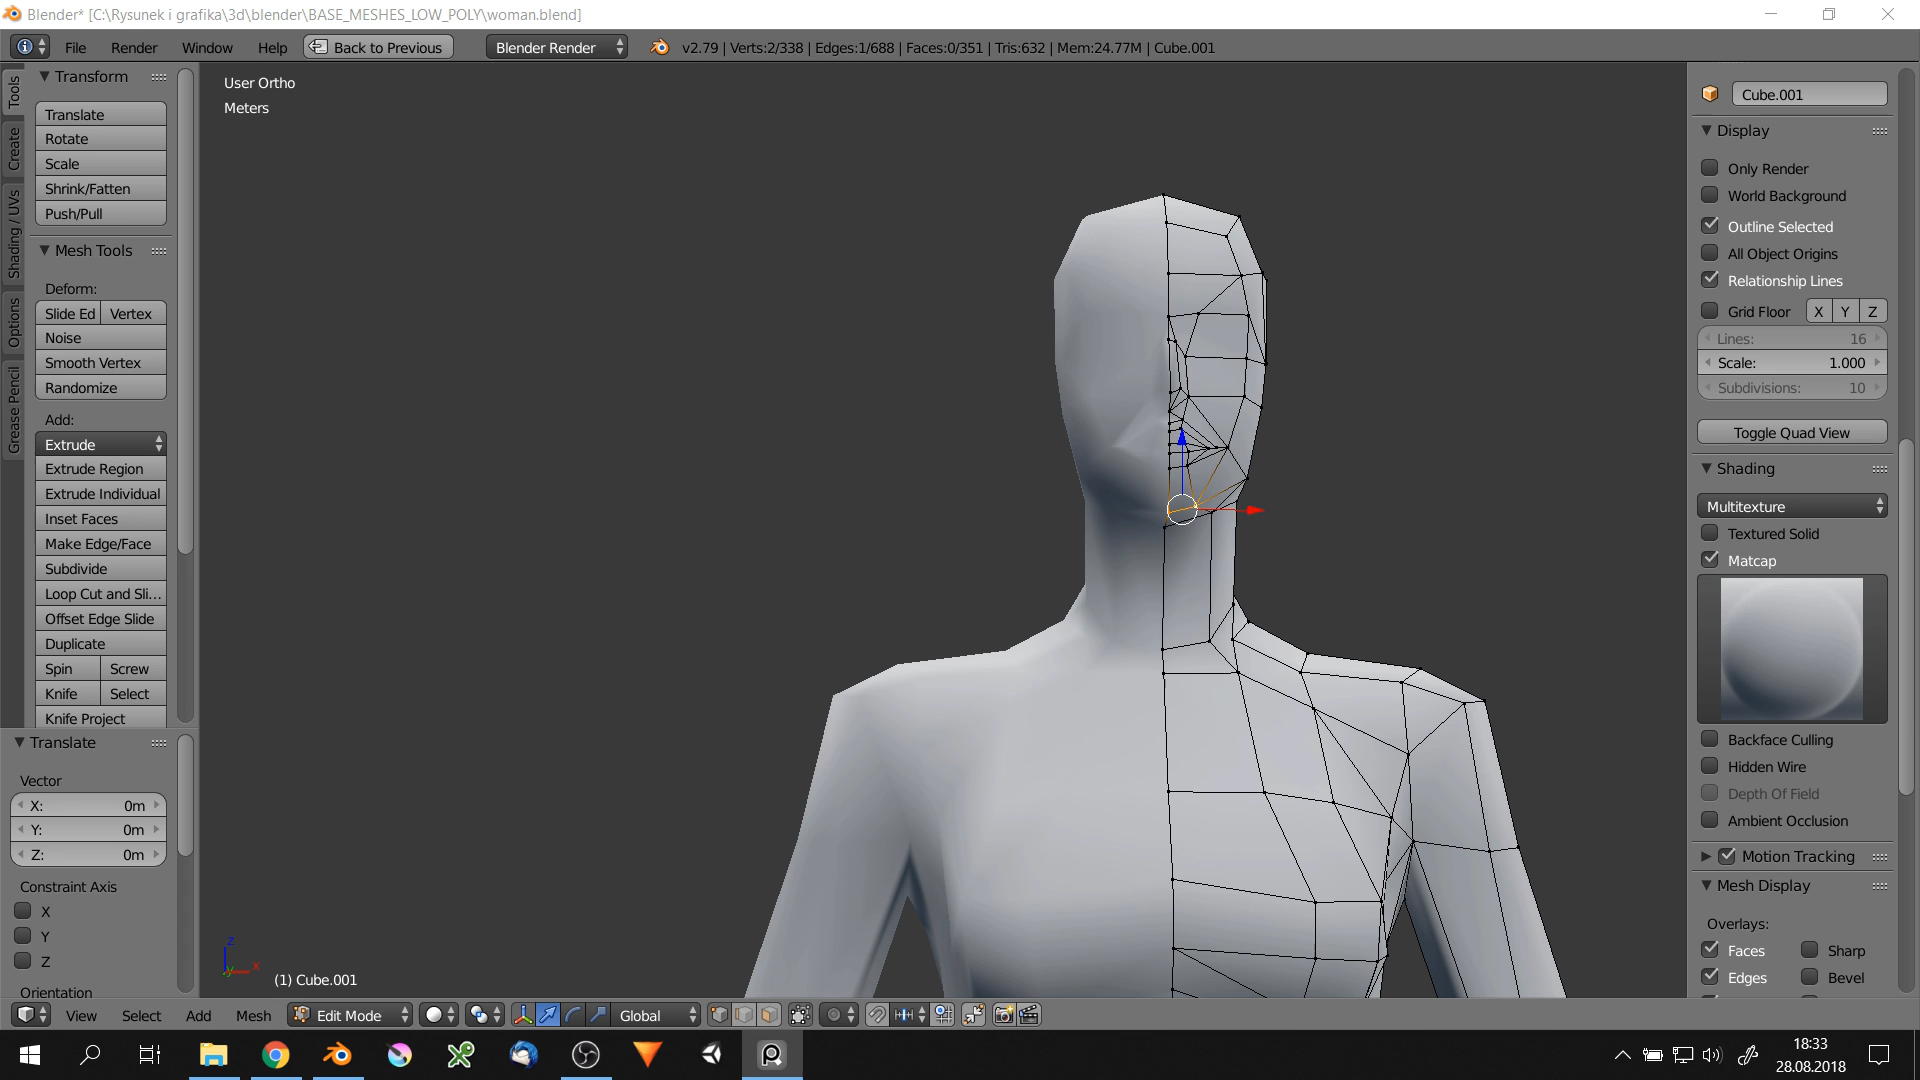 Blender* [C:\Rysunek i grafika\3d\blender\BASE_MESHES_LOW_POLY\woman.blend]
File Render Window Help Back to Previous Blender Render v2.79 | Verts:2/338 | Edges:1/688 | Faces:0/351 | Tris:632 | Mem:24.77M | Cube.001
Tools
Create
Shading / UVs
Options
Grease Pencil
Transform
Translate
Rotate
Scale
Shrink/Fatten
Push/Pull
Mesh Tools
Deform:
Slide Ed Vertex
Noise
Smooth Vertex
Randomize
Add:
Extrude
Extrude Region
Extrude Individual
Inset Faces
Make Edge/Face
Subdivide
Loop Cut and Sli...
Offset Edge Slide
Duplicate
Spin Screw
Knife Select
Knife Project
Translate
Vector
X: 0m
Y: 0m
Z: 0m
Constraint Axis
X
Y
Z
Orientation
User Ortho
Meters
z
y x
(1) Cube.001
Cube.001
Display
Only Render
World Background
Outline Selected
All Object Origins
Relationship Lines
Grid Floor X Y Z
Lines: 16
Scale: 1.000
Subdivisions: 10
Toggle Quad View
Shading
Multitexture
Textured Solid
Matcap
Backface Culling
Hidden Wire
Depth Of Field
Ambient Occlusion
Motion Tracking
Mesh Display
Overlays:
Faces Sharp
Edges Bevel
View Select Add Mesh Edit Mode Global
18:33
28.08.2018